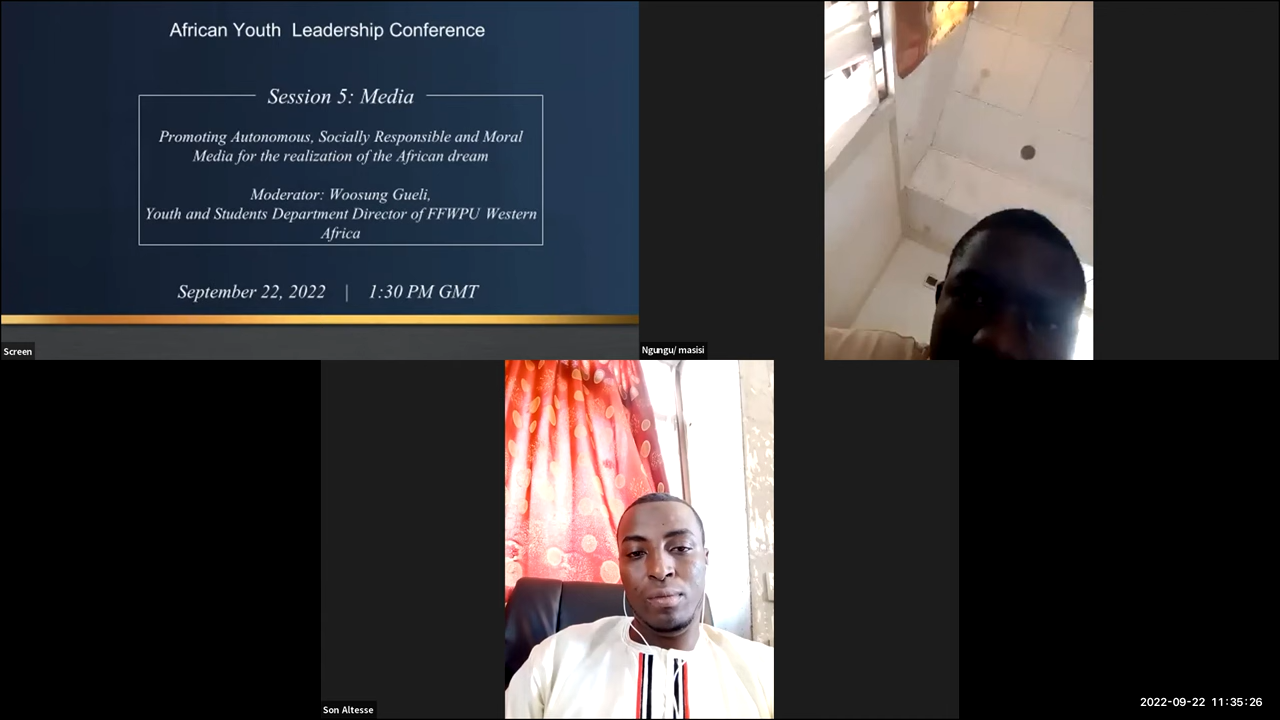 African Youth Leadership Conference
Session 5: Media
Promoting Autonomous, Socially Responsible and Moral
Media for the realization of the African dream
Moderator: Woosung Gueli,
Youth and Students Department Director of FFWPU Western
Africa
September 22, 2022 | 1:30 PM GMT
Screen
Ngungu/ masisi
Son Altesse
2022-09-22 11:35:26